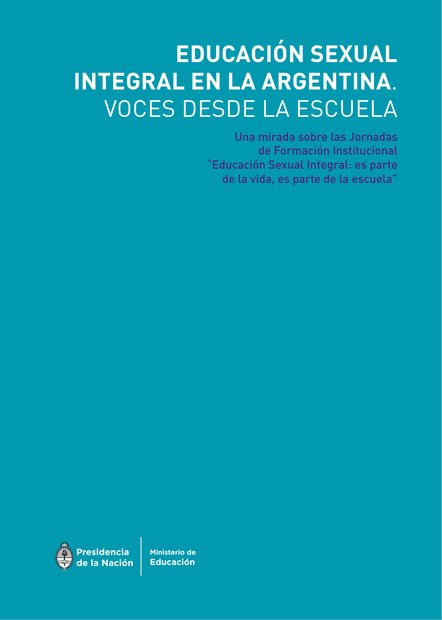 EDUCACIÓN SEXUAL
INTEGRAL EN LA ARGENTINA.
VOCES DESDE LA ESCUELA
Una mirada sobre las Jornadas
de Formación Institucional
"Educación Sexual Integral: es parte
de la vida, es parte de la escuela"
Presidencia
de la Nación
Ministerio de
Educación